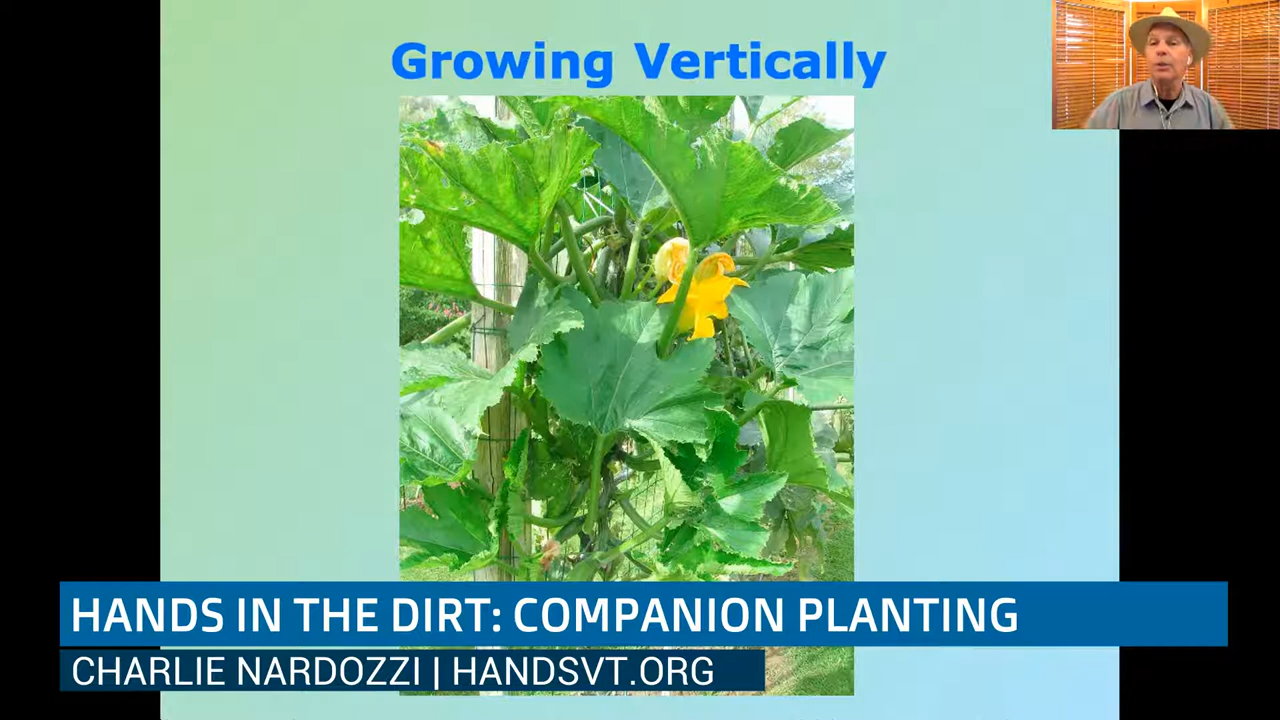 Growing Vertically
HANDS IN THE DIRT: COMPANION PLANTING
CHARLIE NARDOZZI | HANDSVT.ORG